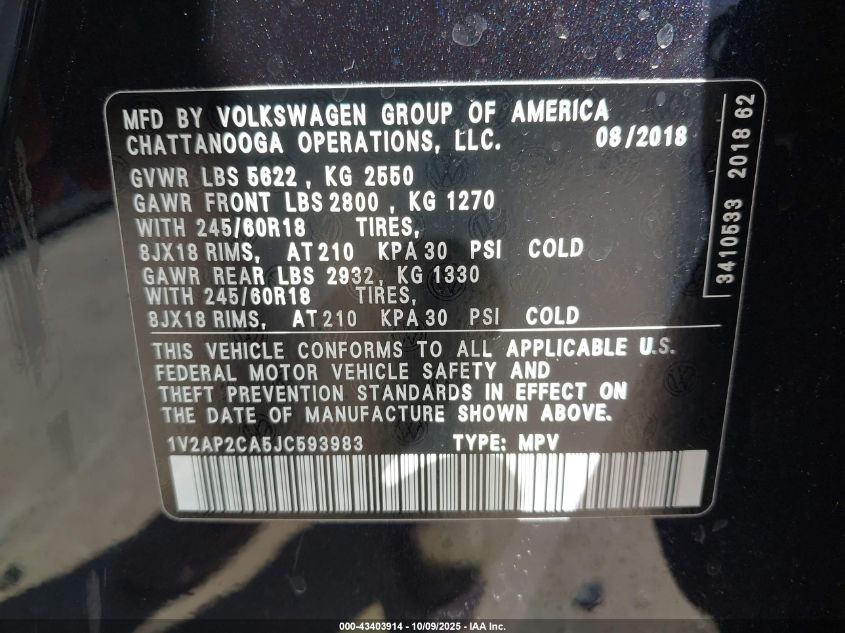 MFD BY VOLKSWAGEN GROUP OF AMERICA
CHATTANOOGA OPERATIONS, LLC. 08/2018
GVWR LBS 5622, KG 2550
GAWR FRONT LBS 2800, KG 1270
WITH 245/60R18 TIRES,
8JX18 RIMS, AT 210 KPA 30 PSI COLD
GAWR REAR LBS 2932, KG 1330
WITH 245/60R18 TIRES,
8JX18 RIMS, AT 210 KPA 30 PSI COLD
THIS VEHICLE CONFORMS TO ALL APPLICABLE U.S.
FEDERAL MOTOR VEHICLE SAFETY AND
THEFT PREVENTION STANDARDS IN EFFECT ON
THE DATE OF MANUFACTURE SHOWN ABOVE.
1V2AP2CA5JC593983 TYPE: MPV
3410533 2018 62
000-43403914 - 10/09/2025 - IAA Inc.